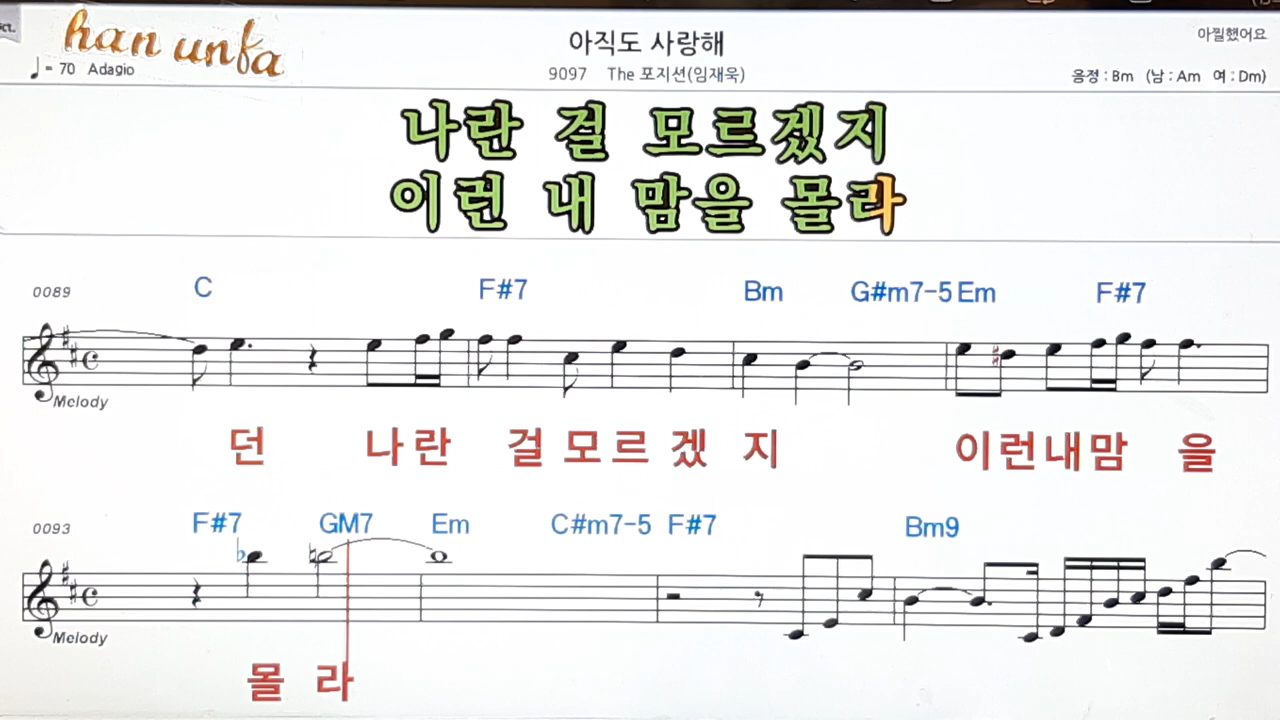 han unfa
아직도 사랑해
아찔했어요
♩= 70 Adagio
9097 The 포지션(임재욱)
음정 : Bm (남 : Am 여 : Dm)
나란 걸 모르겠지
이런 내 맘을 몰라
0089 C F#7 Bm G#m7-5 Em F#7
Melody
던 나란 걸 모르 겠 지 이런내맘 을
0093 F#7 GM7 Em C#m7-5 F#7 Bm9
Melody
몰 라